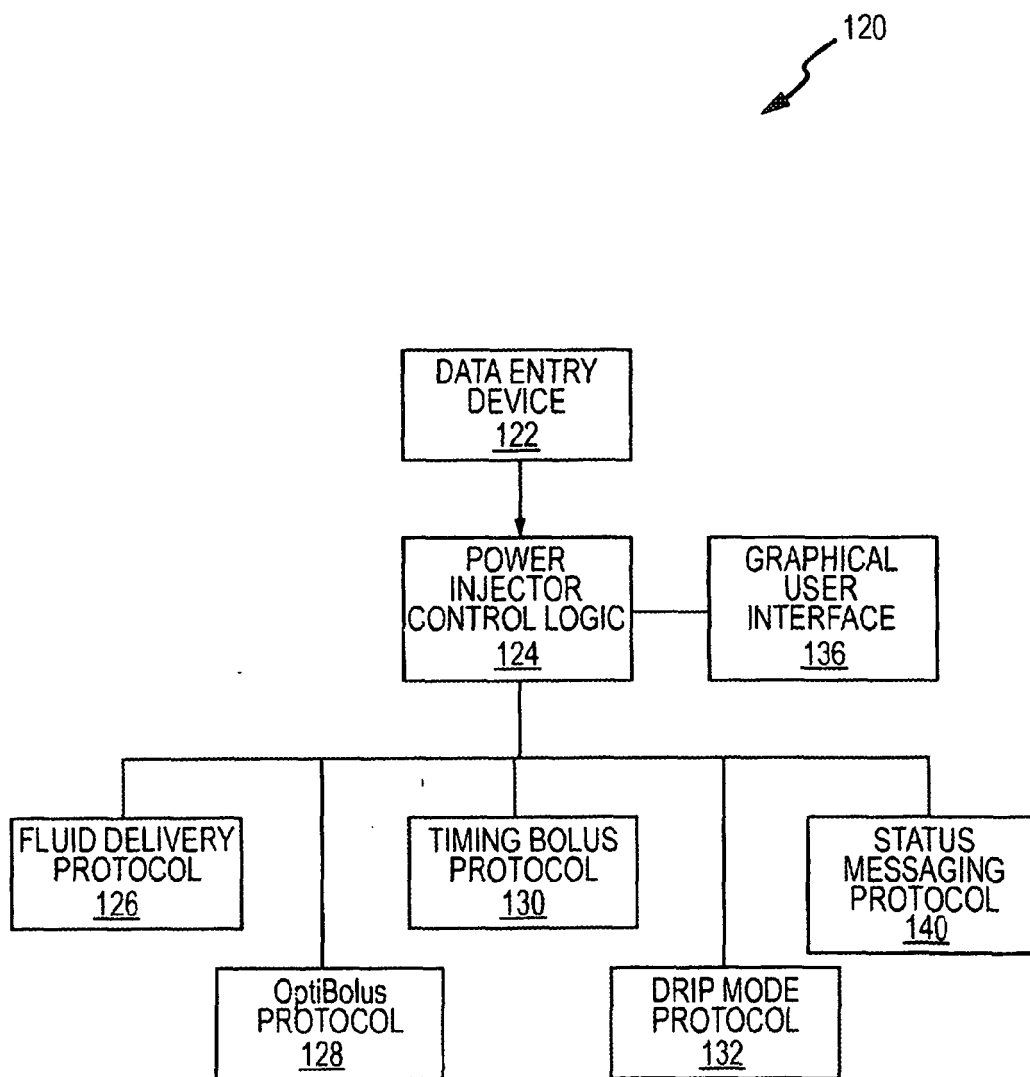 120
DATA ENTRY
DEVICE
122
POWER
INJECTOR
CONTROL LOGIC
124
GRAPHICAL
USER
INTERFACE
136
FLUID DELIVERY
PROTOCOL
126
TIMING BOLUS
PROTOCOL
130
STATUS
MESSAGING
PROTOCOL
140
OptiBolus
PROTOCOL
128
DRIP MODE
PROTOCOL
132